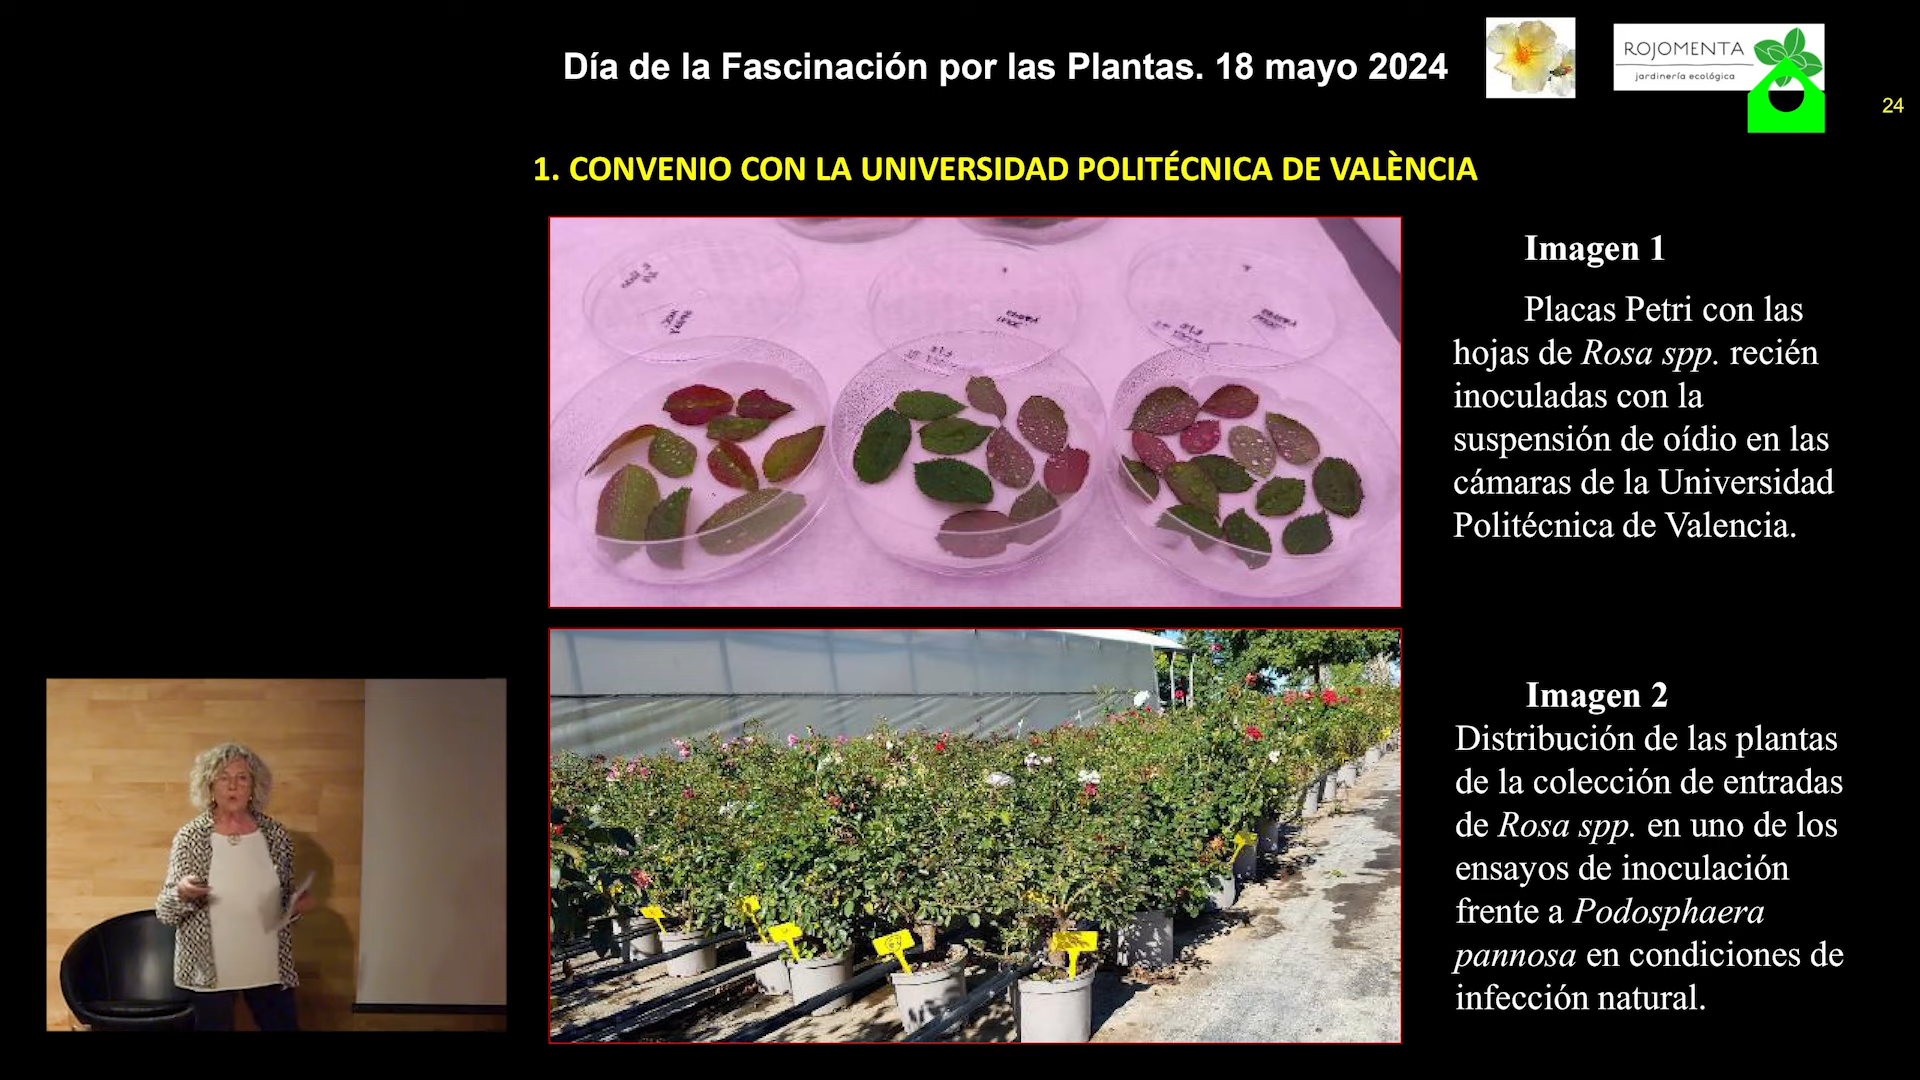 Día de la Fascinación por las Plantas. 18 mayo 2024
ROJOMENTA
jardinería ecológica
24
1. CONVENIO CON LA UNIVERSIDAD POLITÉCNICA DE VALÈNCIA
Imagen 1
Placas Petri con las
hojas de Rosa spp. recién
inoculadas con la
suspensión de oídio en las
cámaras de la Universidad
Politécnica de Valencia.
Imagen 2
Distribución de las plantas
de la colección de entradas
de Rosa spp. en uno de los
ensayos de inoculación
frente a Podosphaera
pannosa en condiciones de
infección natural.